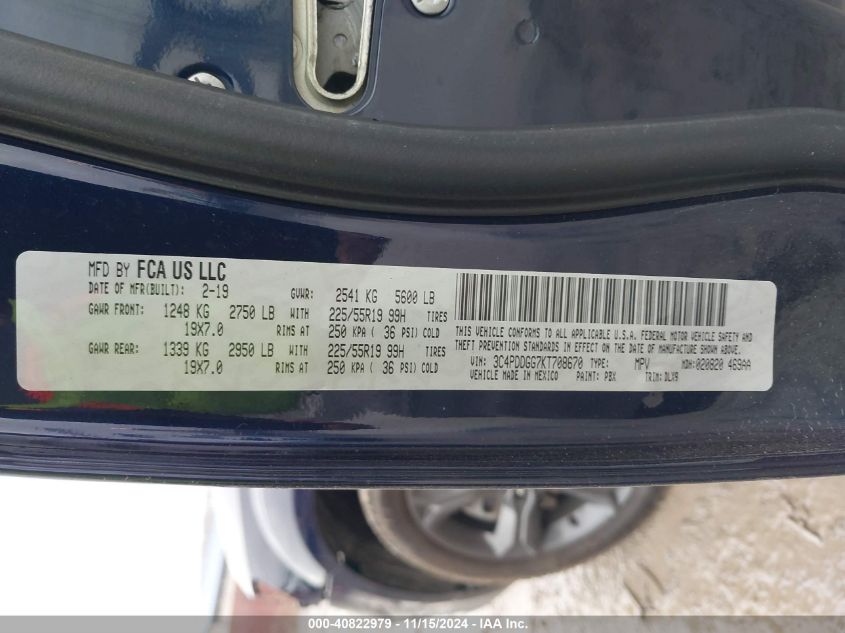 MFD BY FCA US LLC
DATE OF MFR(BUILT): 2-19 GVWR: 2541 KG 5600 LB
GAWR FRONT: 1248 KG 2750 LB WITH 225/55R19 99H TIRES
19X7.0 RIMS AT 250 KPA ( 36 PSI) COLD
GAWR REAR: 1339 KG 2950 LB WITH 225/55R19 99H TIRES
19X7.0 RIMS AT 250 KPA ( 36 PSI) COLD
THIS VEHICLE CONFORMS TO ALL APPLICABLE U.S.A. FEDERAL MOTOR VEHICLE SAFETY AND
THEFT PREVENTION STANDARDS IN EFFECT ON THE DATE OF MANUFACTURE SHOWN ABOVE.
VIN: 3C4PDDGG7KT708670 TYPE: MPV MDH: 020820 469AA
VEHICLE MADE IN MEXICO PAINT: PBX TRIM: DLX9
000-40822979 - 11/15/2024 - IAA Inc.